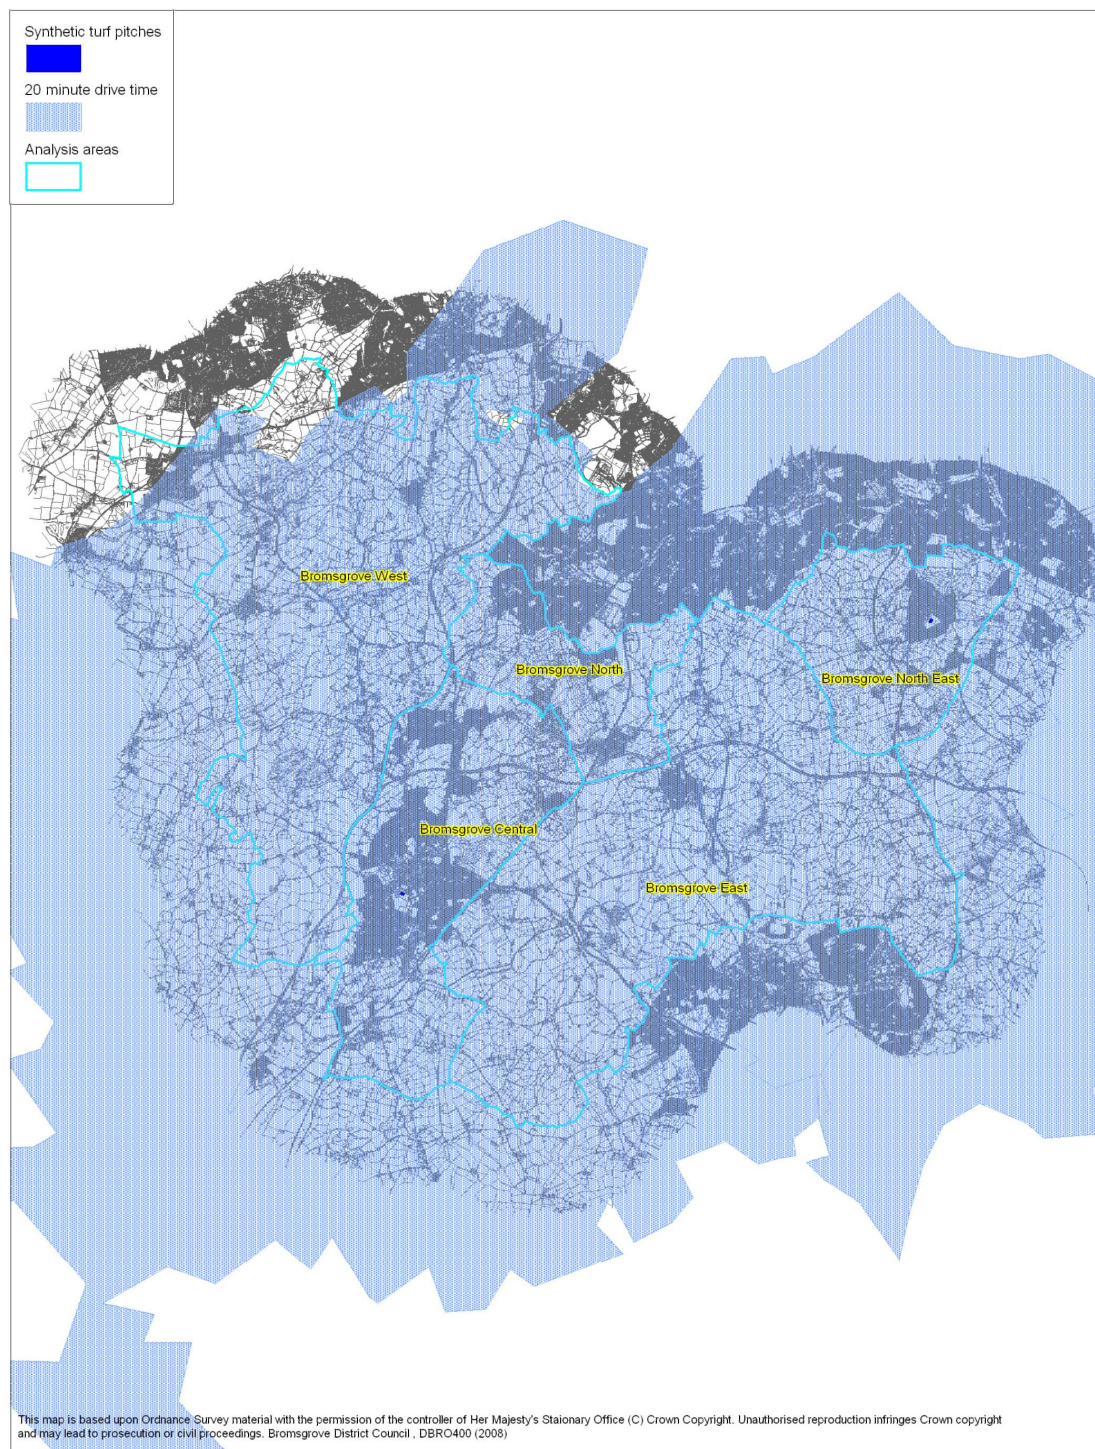 Synthetic turf pitches
20 minute drive time
Analysis areas
Bromsgrove West
Bromsgrove North
Bromsgrove North East
Bromsgrove Central
Bromsgrove East
This map is based upon Ordnance Survey material with the permission of the controller of Her Majesty's Staionary Office (C) Crown Copyright. Unauthorised reproduction infringes Crown copyright
and may lead to prosecution or civil proceedings. Bromsgrove District Council , DBRO400 (2008)